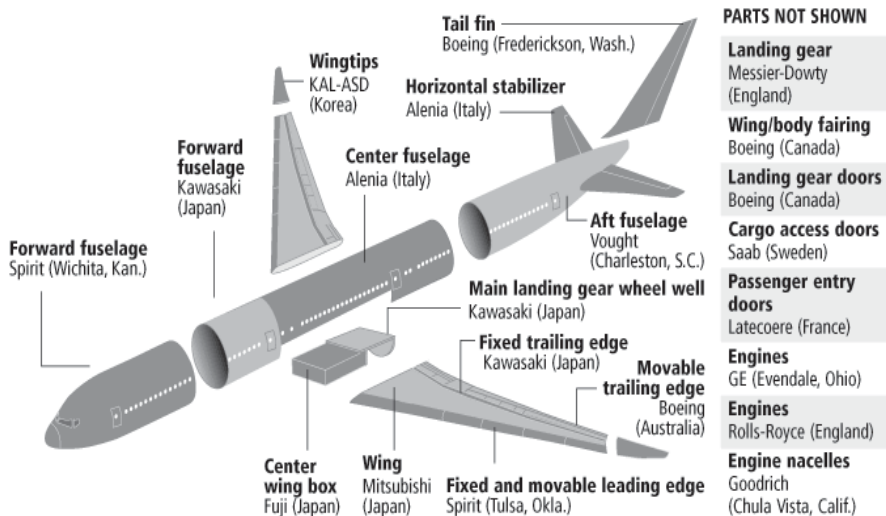 Tail fin
Boeing (Frederickson, Wash.)
Wingtips
KAL-ASD
(Korea)
Horizontal stabilizer
Alenia (Italy)
Forward
fuselage
Kawasaki
(Japan)
Center fuselage
Alenia (Italy)
Forward fuselage
Spirit (Wichita, Kan.)
Aft fuselage
Vought
(Charleston, S.C.)
Main landing gear wheel well
Kawasaki (Japan)
Fixed trailing edge
Kawasaki (Japan)
Movable
trailing edge
Boeing
(Australia)
Center
wing box
Fuji (Japan)
Wing
Mitsubishi
(Japan)
Fixed and movable leading edge
Spirit (Tulsa, Okla.)
PARTS NOT SHOWN
Landing gear
Messier-Dowty
(England)
Wing/body fairing
Boeing (Canada)
Landing gear doors
Boeing (Canada)
Cargo access doors
Saab (Sweden)
Passenger entry
doors
Latecoere (France)
Engines
GE (Evendale, Ohio)
Engines
Rolls-Royce (England)
Engine nacelles
Goodrich
(Chula Vista, Calif.)